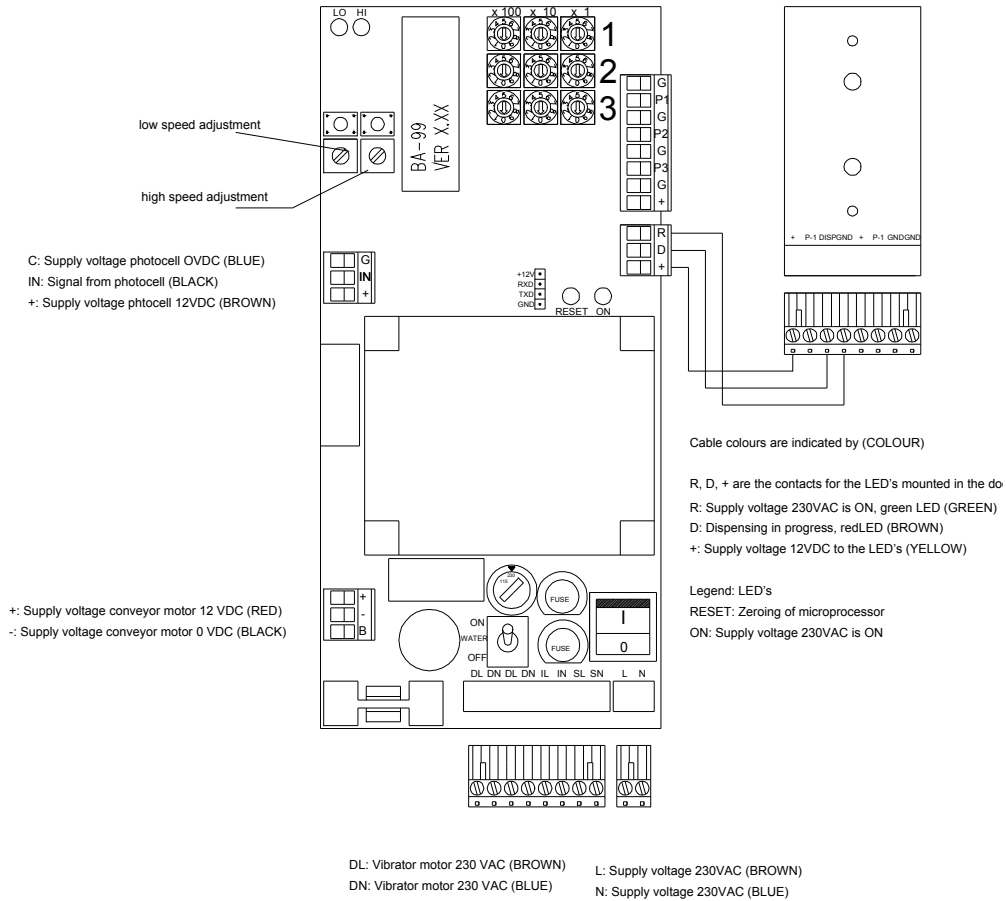 LO HI
x 100 x 10 x 1
1
2
3
BA-99
VER X.XX
low speed adjustment
high speed adjustment
G
P1
G
P2
G
P3
G
+
R
D
+
+ P-1 DISPGND + P-1 GNDGND
C: Supply voltage photocell OVDC (BLUE)
IN: Signal from photocell (BLACK)
+: Supply voltage phtocell 12VDC (BROWN)
G
IN
+
+12V
RXD
TXD
GND
RESET ON
Cable colours are indicated by (COLOUR)
R, D, + are the contacts for the LED's mounted in the do
R: Supply voltage 230VAC is ON, green LED (GREEN)
D: Dispensing in progress, redLED (BROWN)
+: Supply voltage 12VDC to the LED's (YELLOW)
Legend: LED's
RESET: Zeroing of microprocessor
ON: Supply voltage 230VAC is ON
+: Supply voltage conveyor motor 12 VDC (RED)
-: Supply voltage conveyor motor 0 VDC (BLACK)
+
-
B
230
115
FUSE
FUSE
ON
WATER
OFF
I
0
DL DN DL DN IL IN SL SN L N
DL: Vibrator motor 230 VAC (BROWN)
DN: Vibrator motor 230 VAC (BLUE)
L: Supply voltage 230VAC (BROWN)
N: Supply voltage 230VAC (BLUE)